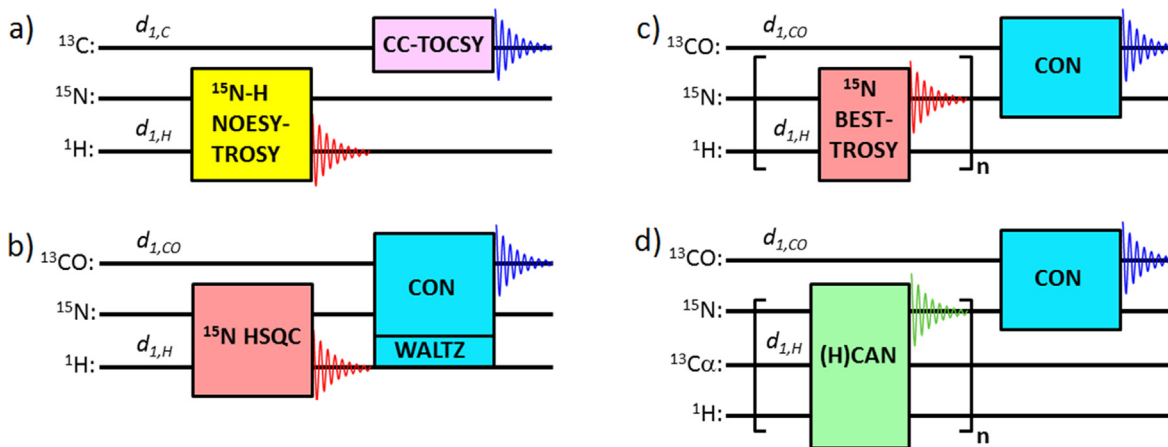 a)
d1,C
¹³C:
CC-TOCSY
¹⁵N:
¹⁵N-H
NOESY-
TROSY
d1,H
¹H:
b)
d1,CO
¹³CO:
CON
¹⁵N:
¹⁵N HSQC
WALTZ
d1,H
¹H:
c)
d1,CO
¹³CO:
CON
¹⁵N:
¹⁵N
BEST-
TROSY
d1,H
¹H:
n
d)
d1,CO
¹³CO:
CON
¹⁵N:
d1,H
(H)CAN
¹³Cα:
¹H:
n